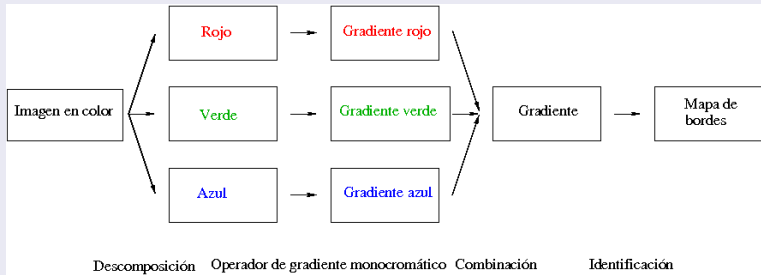 Rojo
Gradiente rojo
Imagen en color
Verde
Gradiente verde
Gradiente
Mapa de
bordes
Azul
Gradiente azul
Descomposición
Operador de gradiente monocromático
Combinación
Identificación